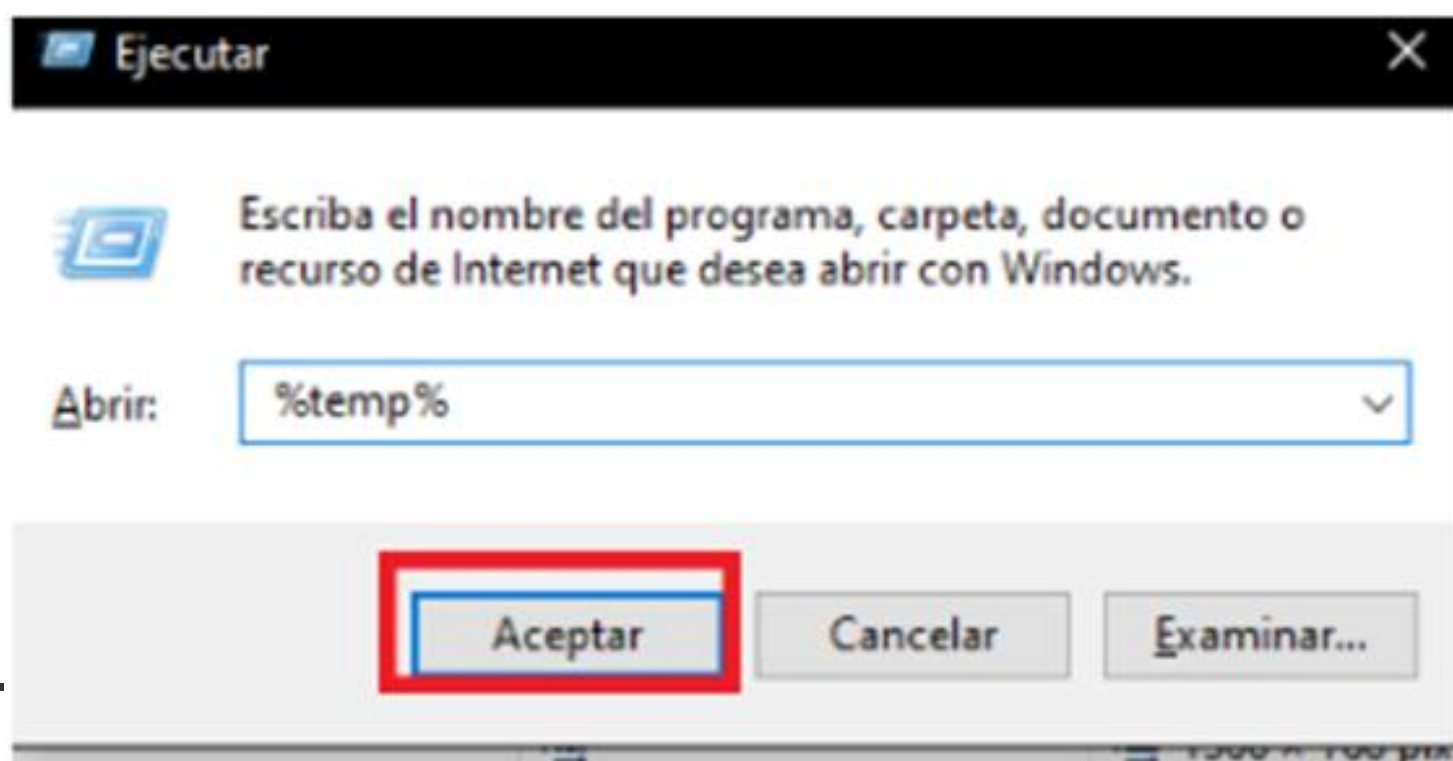 Ejecutar
Escriba el nombre del programa, carpeta, documento o
recurso de Internet que desea abrir con Windows.
Abrir:
%temp%
Aceptar
Cancelar
Examinar...